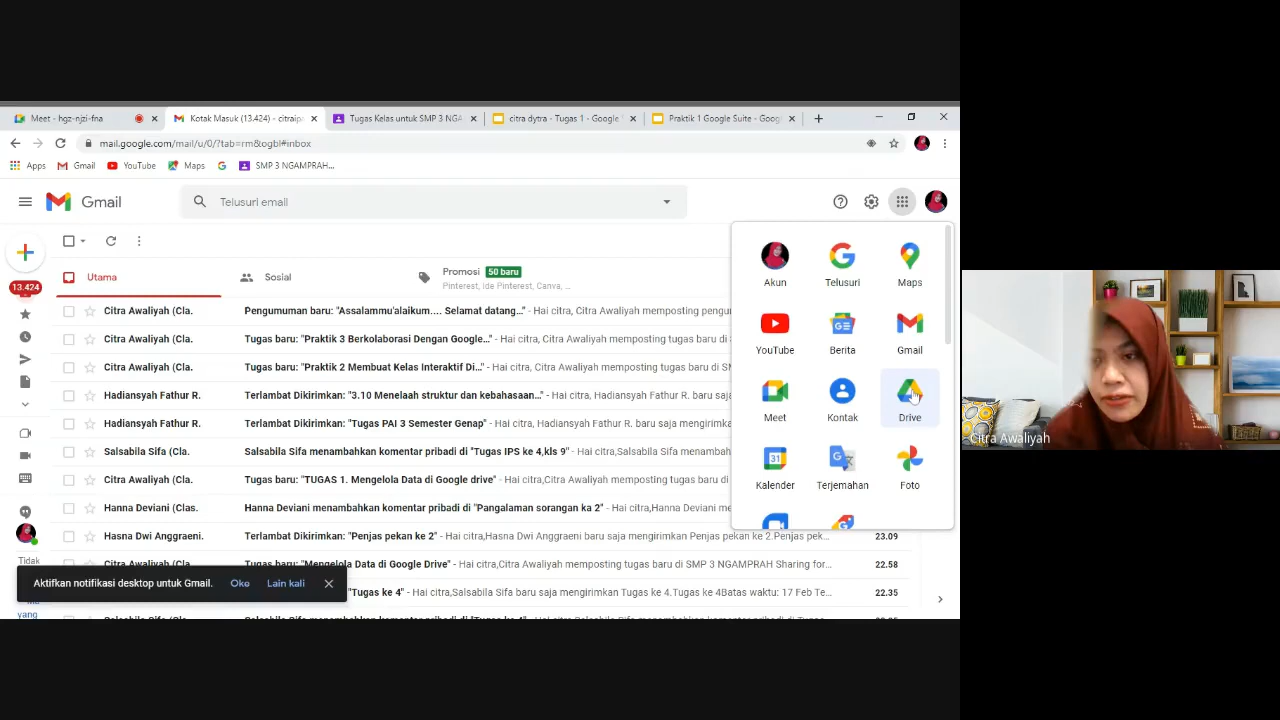 Meet - hgz-njzi-fna
Kotak Masuk (13.424) - citraips
Tugas Kelas untuk SMP 3 NGA
citra dytra - Tugas 1 - Google
Praktik 1 Google Suite - Goog
mail.google.com/mail/u/0/?tab=rm&ogbl#inbox
Apps
Gmail
YouTube
Maps
SMP 3 NGAMPRAH...
Gmail
Telusuri email
13.424
Utama
Sosial
Promosi 50 baru
Pinterest, Ide Pinterest, Canva, ...
Citra Awaliyah (Cla. Pengumuman baru: "Assalammu'alaikum.... Selamat datang..." - Hai citra, Citra Awaliyah memposting pengu
Citra Awaliyah (Cla. Tugas baru: "Praktik 3 Berkolaborasi Dengan Google..." - Hai citra, Citra Awaliyah memposting tugas baru di
Citra Awaliyah (Cla. Tugas baru: "Praktik 2 Membuat Kelas Interaktif Di..." - Hai citra, Citra Awaliyah memposting tugas baru di S
Hadiansyah Fathur R. Terlambat Dikirimkan: "3.10 Menelaah struktur dan kebahasaan..." - Hai citra, Hadiansyah Fathur R. baru saja
Hadiansyah Fathur R. Terlambat Dikirimkan: "Tugas PAI 3 Semester Genap" - Hai citra, Hadiansyah Fathur R. baru saja mengirimka
Salsabila Sifa (Cla. Salsabila Sifa menambahkan komentar pribadi di "Tugas IPS ke 4,kls 9" - Hai citra,Salsabila Sifa menambah
Citra Awaliyah (Cla. Tugas baru: "TUGAS 1. Mengelola Data di Google drive" - Hai citra, Citra Awaliyah memposting tugas baru di S
Hanna Deviani (Clas. Hanna Deviani menambahkan komentar pribadi di "Pangalaman sorangan ka 2" - Hai citra,Hanna Deviani m
Hasna Dwi Anggraeni. Terlambat Dikirimkan: "Penjas pekan ke 2" - Hai citra,Hasna Dwi Anggraeni baru saja mengirimkan Penjas pekan ke 2.Penjas pek... 23.09
Citra Awaliyah (Cla. Tugas baru: "Mengelola Data di Google Drive" - Hai citra, Citra Awaliyah memposting tugas baru di SMP 3 NGAMPRAH Sharing for... 22.58
"Tugas ke 4" - Hai citra,Salsabila Sifa baru saja mengirimkan Tugas ke 4.Tugas ke 4Batas waktu: 17 Feb Te... 22.35
Akun
Telusuri
Maps
YouTube
Berita
Gmail
Meet
Kontak
Drive
Kalender
Terjemahan
Foto
Tidak
yang
Aktifkan notifikasi desktop untuk Gmail. Oke Lain kali
Citra Awaliyah